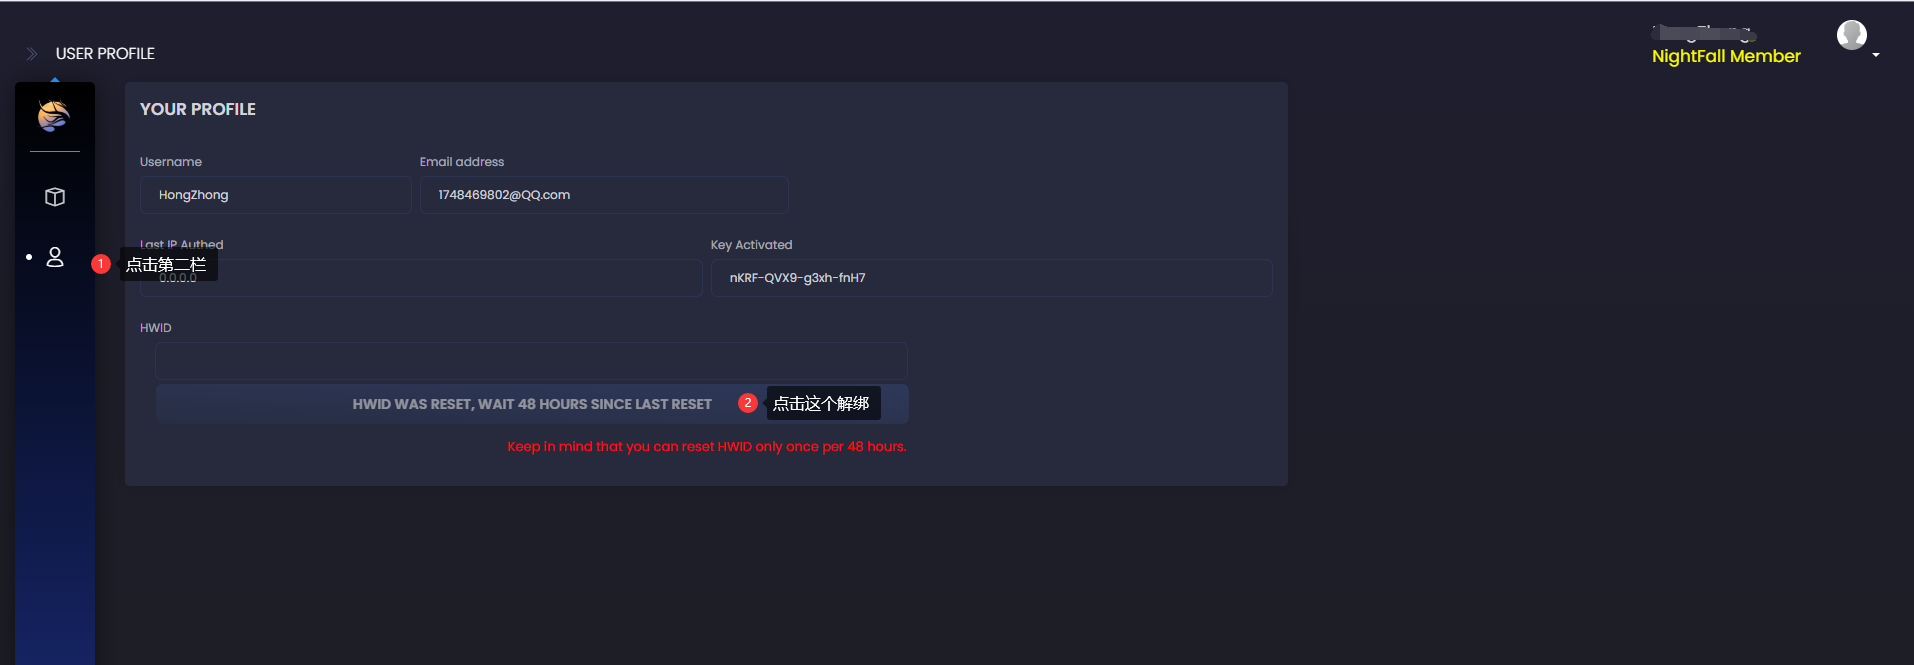 USER PROFILE
NightFall Member
YOUR PROFILE
Username
Email address
HongZhong
1748469802@QQ.com
Last IP Authed
Key Activated
1
点击第二栏
0.0.0.0
nKRF-QVX9-g3xh-fnH7
HWID
HWID WAS RESET, WAIT 48 HOURS SINCE LAST RESET
2
点击这个解绑
Keep in mind that you can reset HWID only once per 48 hours.